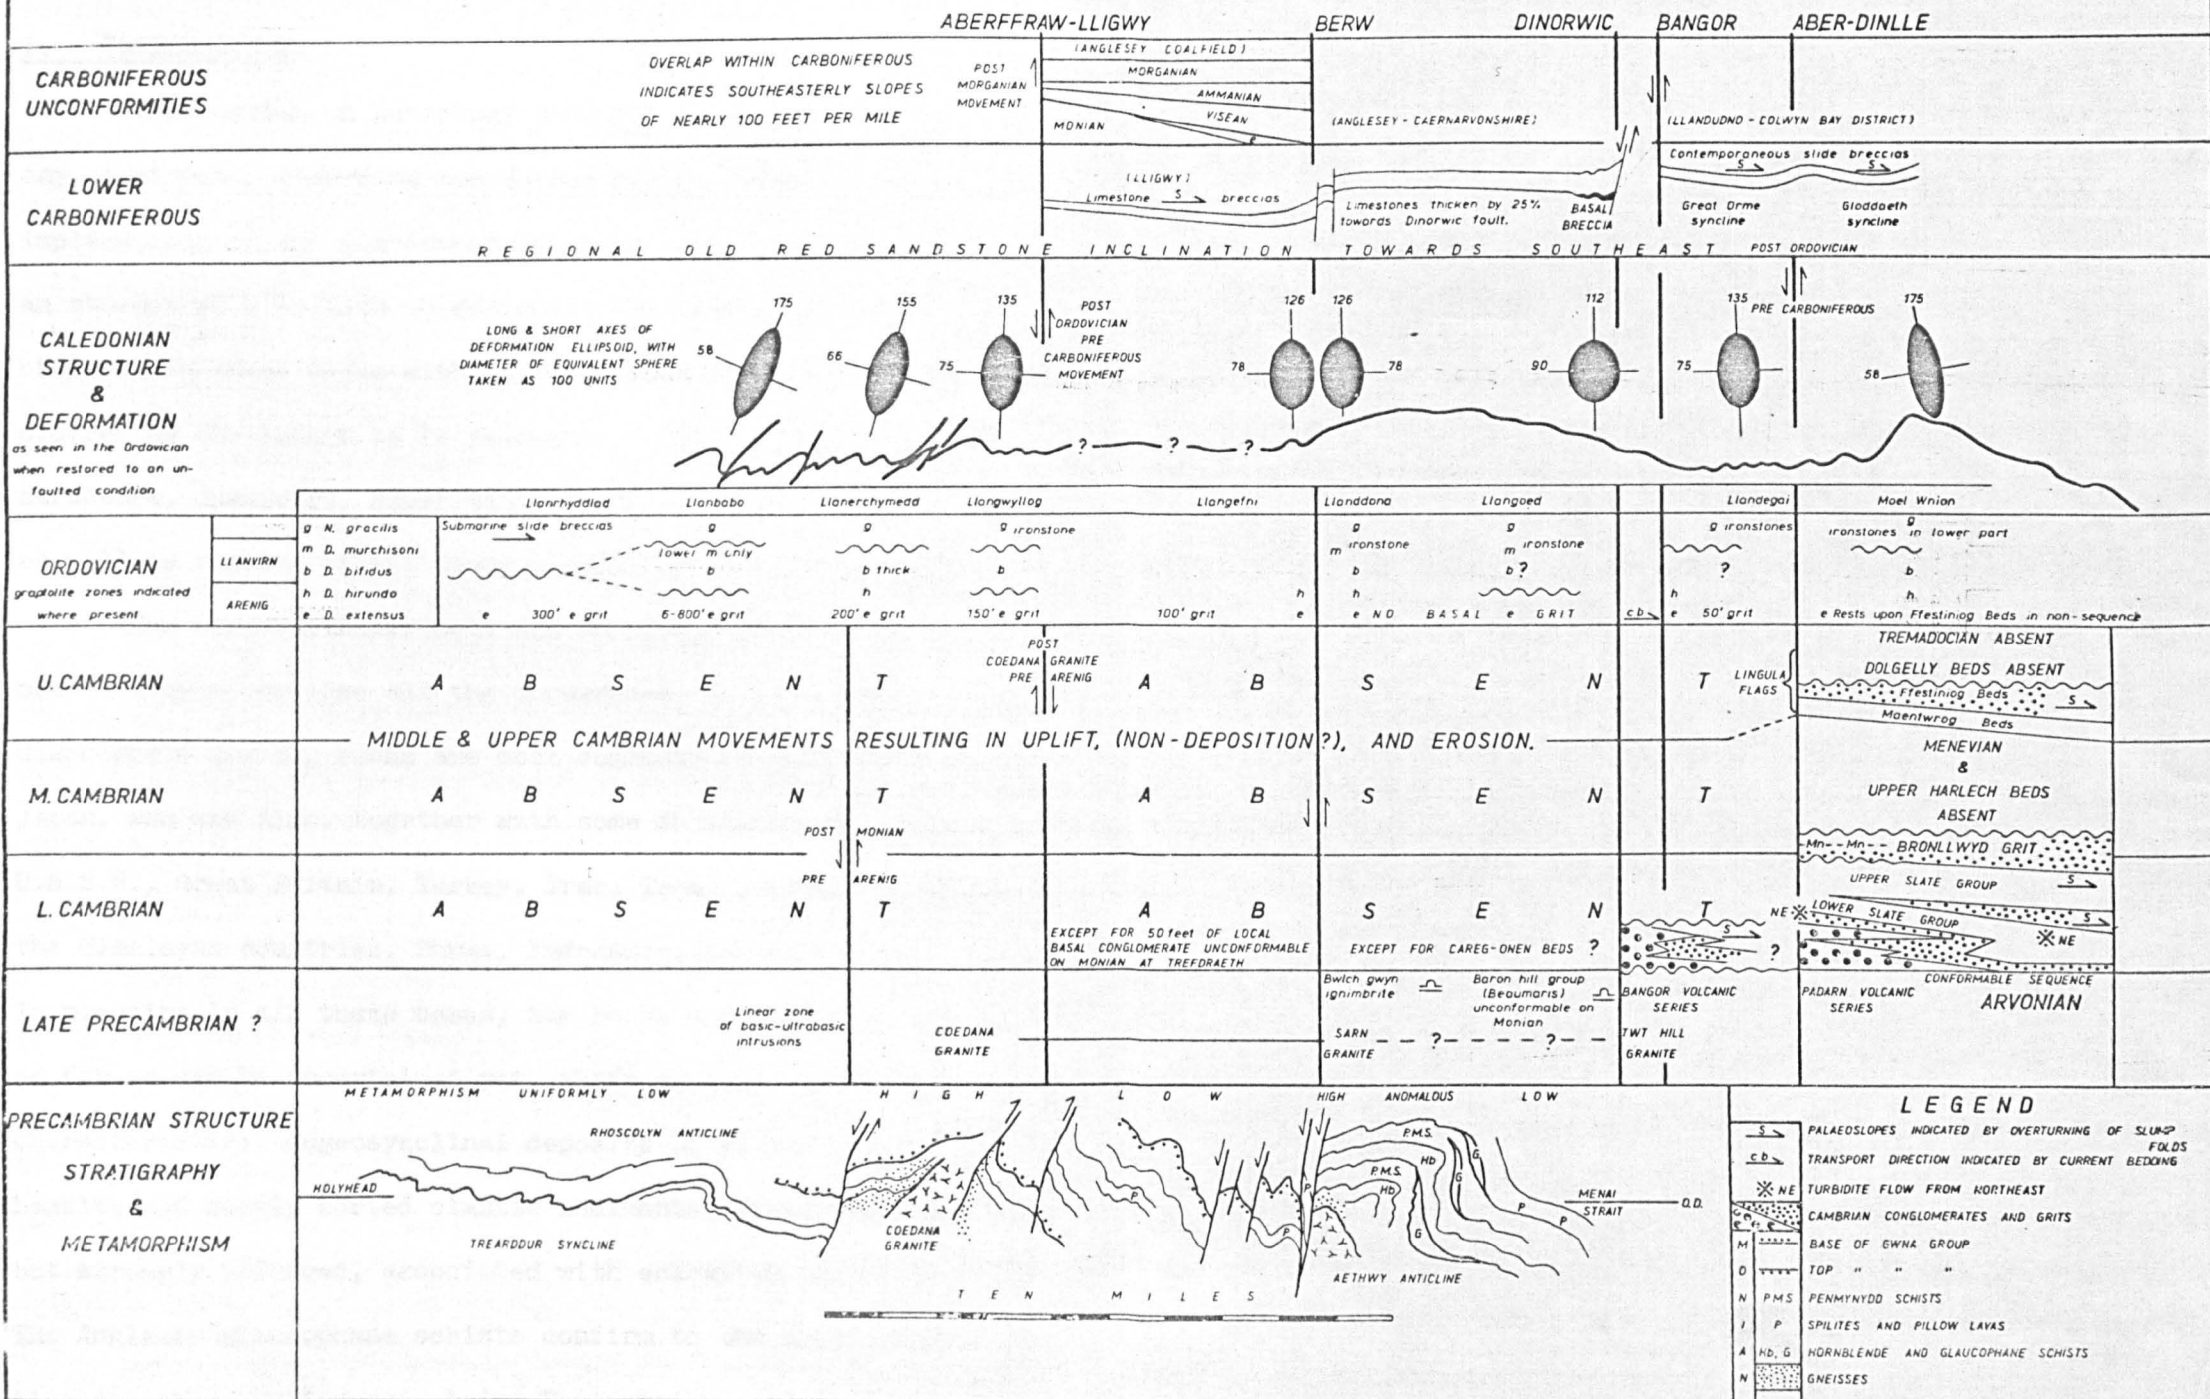 ABERFFRAW-LLIGWY BERW DINORWIC BANGOR ABER-DINLLE
CARBONIFEROUS
UNCONFORMITIES
OVERLAP WITHIN CARBONIFEROUS
INDICATES SOUTHEASTERLY SLOPES
OF NEARLY 100 FEET PER MILE
POST
MORGANIAN
MOVEMENT
(ANGLESEY COALFIELD)
MORGANIAN
AMMANIAN
VISEAN
MONIAN
(ANGLESEY - CAERNARVONSHIRE)
S
(LLANDUDNO - COLWYN BAY DISTRICT)
LOWER
CARBONIFEROUS
(LLIGWY)
Limestone S breccias
Limestones thicken by 25%
towards Dinorwic fault.
BASAL
BRECCIA
Contemporaneous slide breccias
S S
Great Orme
syncline
Gloddaeth
syncline
REGIONAL OLD RED SANDSTONE INCLINATION TOWARDS SOUTHEAST
POST ORDOVICIAN
PRE CARBONIFEROUS
CALEDONIAN
STRUCTURE
&
DEFORMATION
as seen in the Ordovician
when restored to an un-
faulted condition
LONG & SHORT AXES OF
DEFORMATION ELLIPSOID, WITH
DIAMETER OF EQUIVALENT SPHERE
TAKEN AS 100 UNITS
175 155 135 126 126 112 135 175
58 66 75 78 78 90 75 58
POST
ORDOVICIAN
PRE
CARBONIFEROUS
MOVEMENT
? ? ?
Llanrhyddlad Llanbabo Llanerchymedd Llangwyllog Llangefni Llanddona Llangoed Llandegai Moel Wnion
ORDOVICIAN
graptolite zones indicated
where present
LLANVIRN
ARENIG
g N. gracilis
m D. murchisoni
b D. bifidus
h D. hirundo
e D. extensus
Submarine slide breccias
e 300' e grit
g
lower m only
b
6-800' e grit
g
b thick
h
200' e grit
g ironstone
b
150' e grit
100' grit
h
e
g
m ironstone
b
h
g
m ironstone
b ?
e NO BASAL e GRIT
cb
g ironstones
?
h
e 50' grit
g
ironstones in lower part
b
h
e Rests upon Ffestiniog Beds in non-sequence
U. CAMBRIAN
A B S E N T A B S E N T
POST
COEDANA GRANITE
PRE ARENIG
LINGULA
FLAGS
TREMADOCIAN ABSENT
DOLGELLY BEDS ABSENT
Ffestiniog Beds
S
Maentwrog Beds
MIDDLE & UPPER CAMBRIAN MOVEMENTS RESULTING IN UPLIFT, (NON-DEPOSITION?), AND EROSION.
M. CAMBRIAN
A B S E N T A B S E N T
MENEVIAN
&
UPPER HARLECH BEDS
ABSENT
POST MONIAN
PRE ARENIG
Mn--Mn-- BRONLLWYD GRIT
UPPER SLATE GROUP S
L. CAMBRIAN
A B S E N T A B S E N T
EXCEPT FOR 50 feet OF LOCAL
BASAL CONGLOMERATE UNCONFORMABLE
ON MONIAN AT TREFDRAETH
EXCEPT FOR CAREG-ONEN BEDS ?
S
?
NE
LOWER SLATE GROUP
S
NE
CONFORMABLE SEQUENCE
LATE PRECAMBRIAN ?
Linear zone
of basic-ultrabasic
intrusions
COEDANA
GRANITE
Bwlch gwyn
ignimbrite
Baron hill group
(Beaumaris)
unconformable on
Monian
SARN
GRANITE
? ?
BANGOR VOLCANIC
SERIES
TWT HILL
GRANITE
PADARN VOLCANIC
SERIES
ARVONIAN
PRECAMBRIAN STRUCTURE
STRATIGRAPHY
&
METAMORPHISM
METAMORPHISM UNIFORMLY LOW HIGH LOW HIGH ANOMALOUS LOW
RHOSCOLYN ANTICLINE
HOLYHEAD
TREARDDUR SYNCLINE
COEDANA
GRANITE
P P P
P.M.S.
Hb
G
P.M.S.
Hb
G
G
P P
MENAI
STRAIT
O.D.
AETHWY ANTICLINE
TEN MILES
LEGEND
S PALAEOSLOPES INDICATED BY OVERTURNING OF SLUMP
FOLDS
cb TRANSPORT DIRECTION INDICATED BY CURRENT BEDDING
NE TURBIDITE FLOW FROM NORTHEAST
CAMBRIAN CONGLOMERATES AND GRITS
M BASE OF GWNA GROUP
O TOP " " "
N PMS PENMYNYDD SCHISTS
I P SPILITES AND PILLOW LAVAS
A Hb, G HORNBLENDE AND GLAUCOPHANE SCHISTS
N GNEISSES